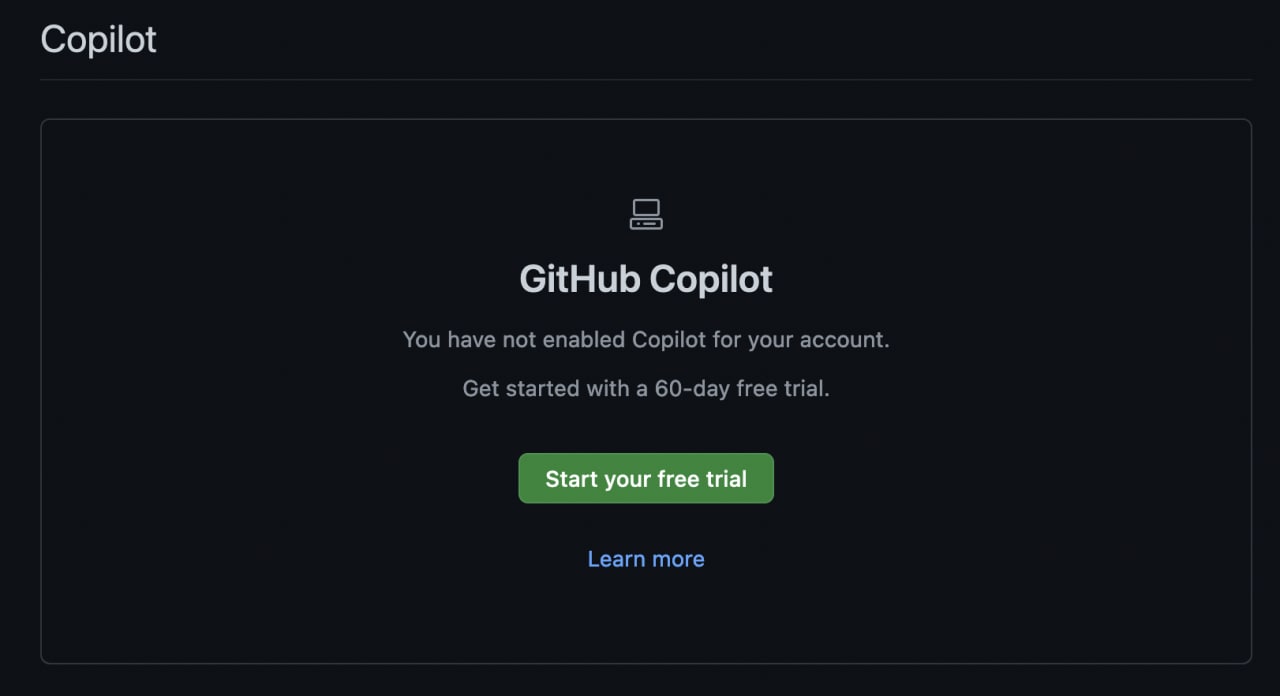 Copilot
GitHub Copilot
You have not enabled Copilot for your account.
Get started with a 60-day free trial.
Start your free trial
Learn more